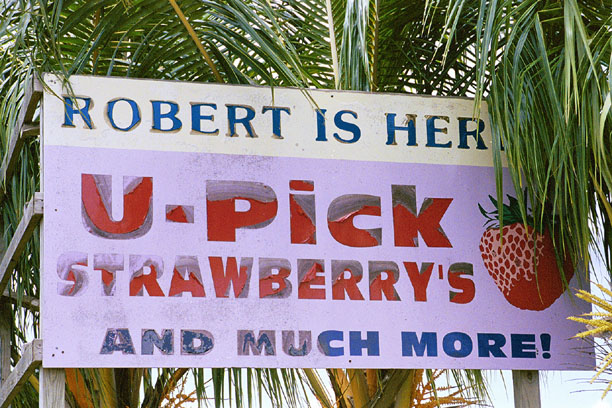 ROBERT IS HERE
U-PiCK
STRAWBERRY'S
AND MUCH MORE!